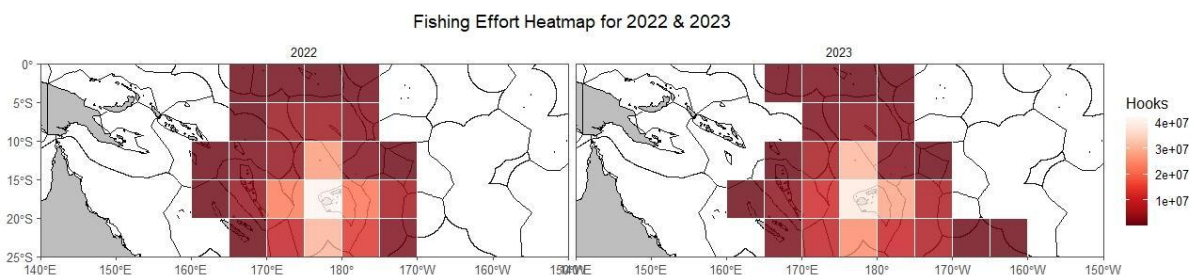 Fishing Effort Heatmap for 2022 & 2023
2022
2023
0°
5°S
10°S
15°S
20°S
25°S
140°E 150°E 160°E 170°E 180° 170°W 160°W
150°E 160°E 170°E 180° 170°W 160°W 150°W
Hooks
4e+07
3e+07
2e+07
1e+07